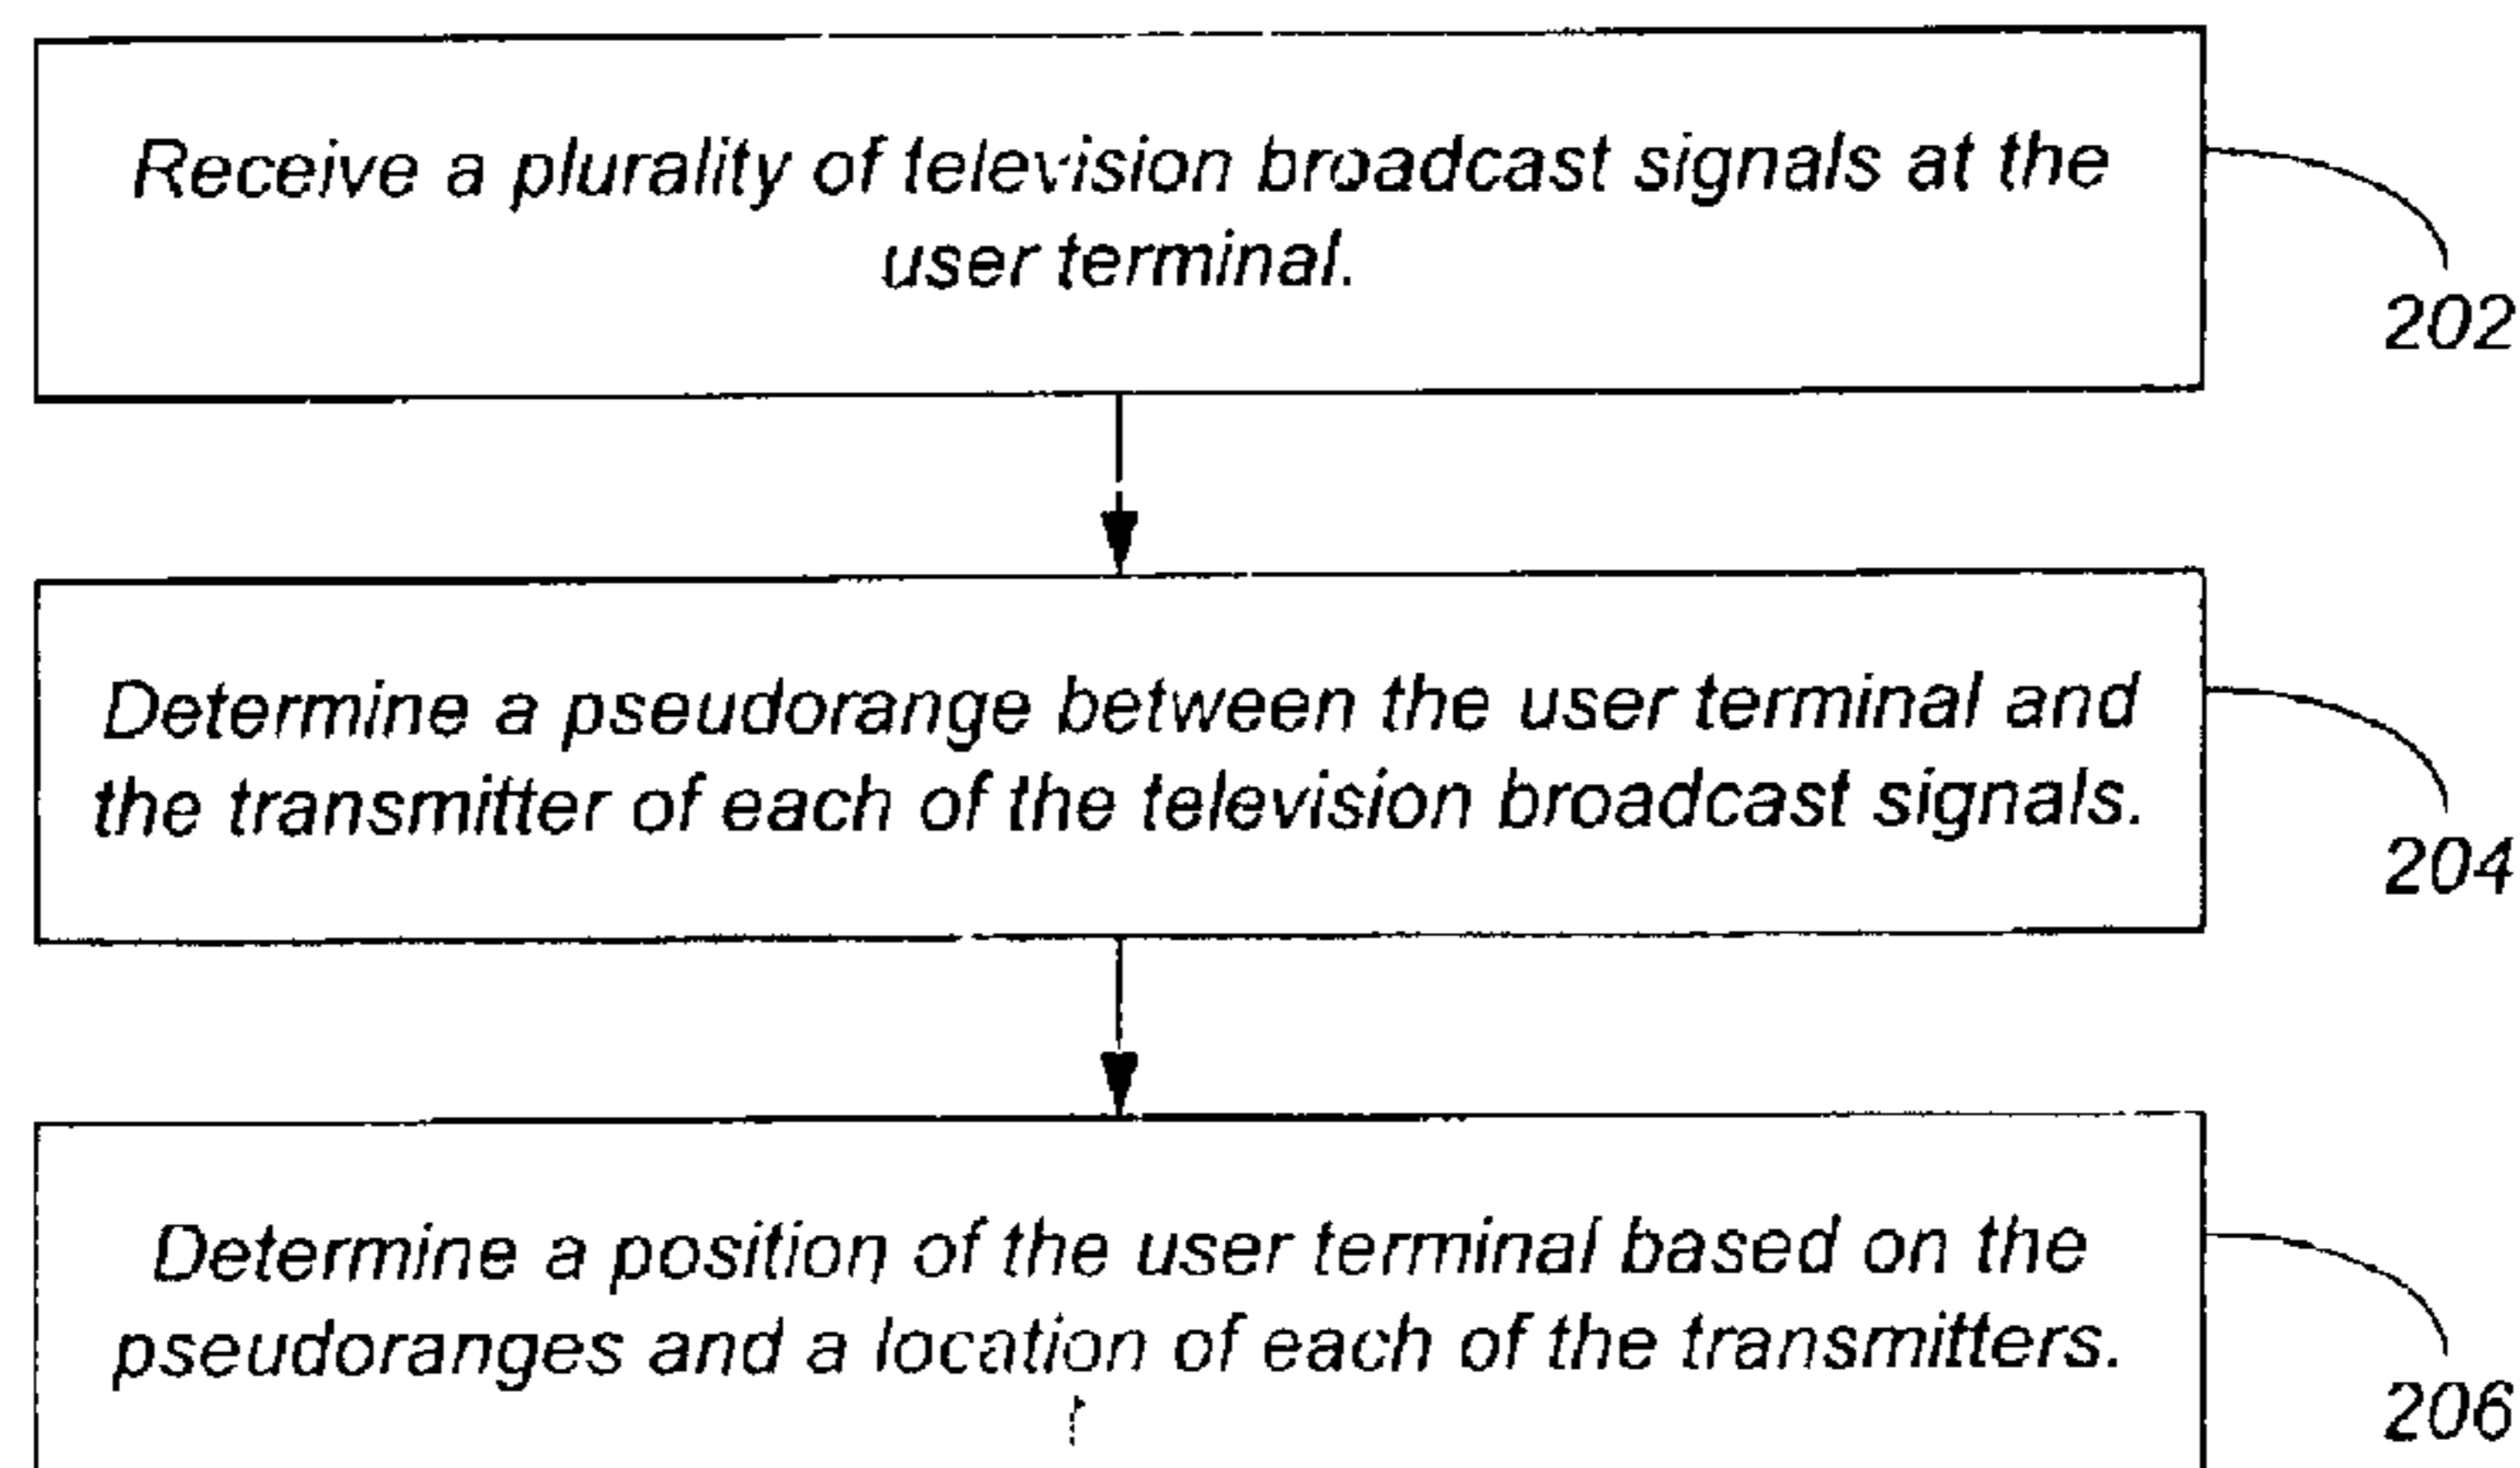 Receive a plurality of television broadcast signals at the
user terminal.
202
Determine a pseudorange between the user terminal and
the transmitter of each of the television broadcast signals.
204
Determine a position of the user terminal based on the
pseudoranges and a location of each of the transmitters.
206